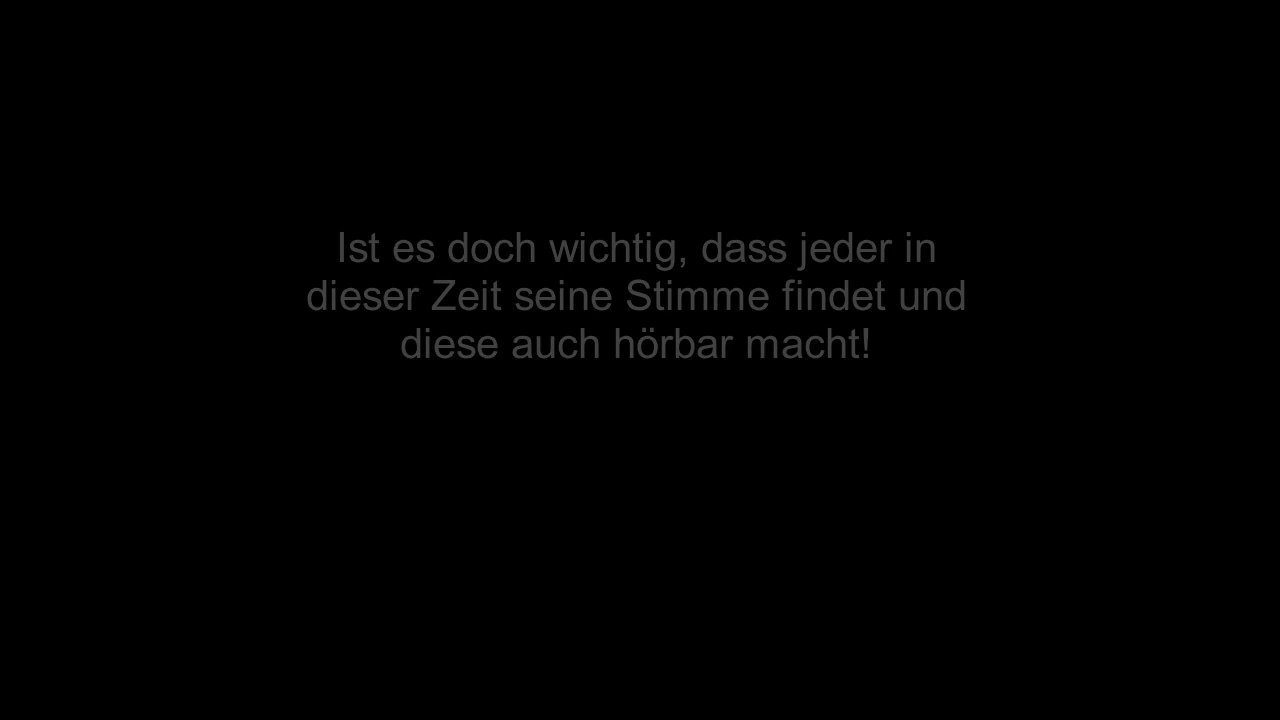 Ist es doch wichtig, dass jeder in
dieser Zeit seine Stimme findet und
diese auch hörbar macht!